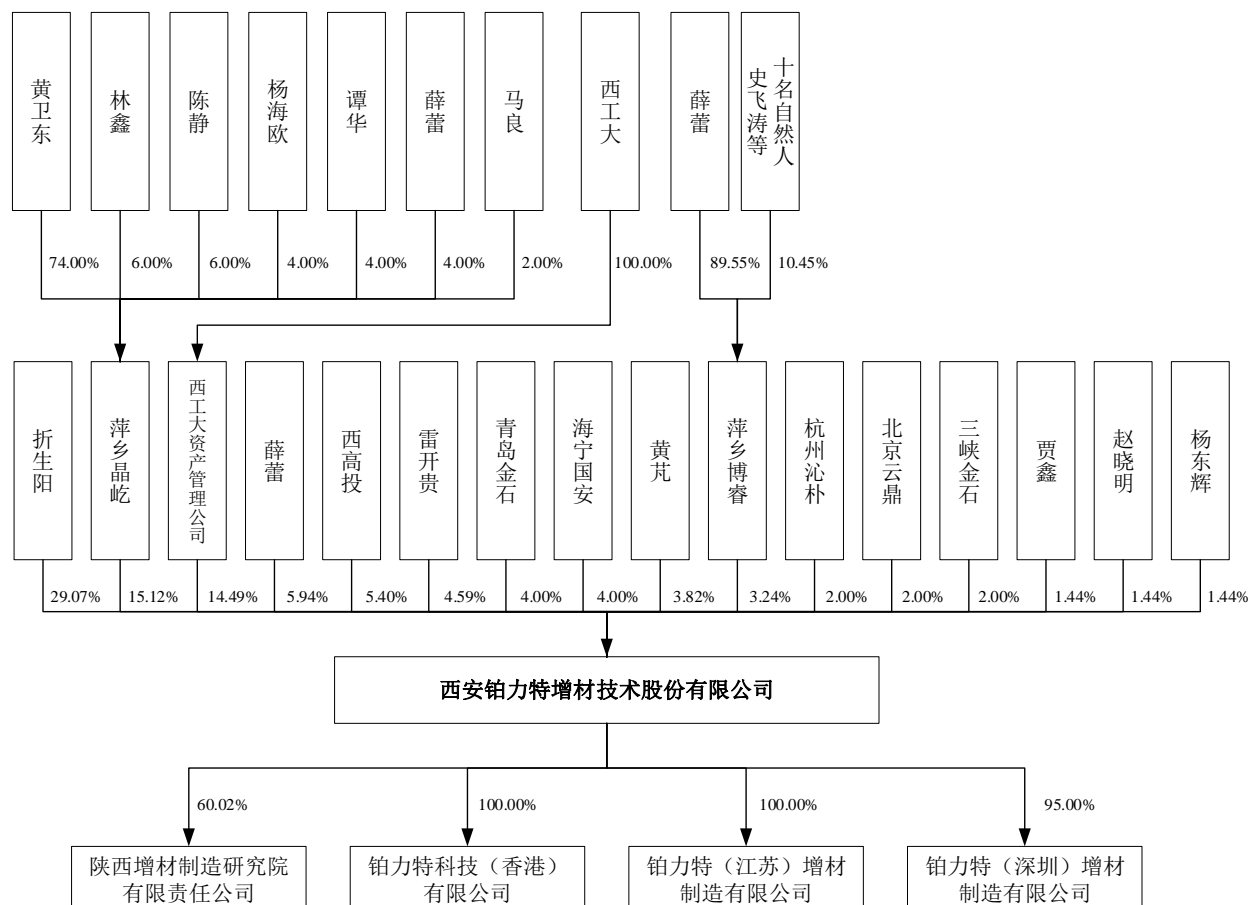 黄卫东
林鑫
陈静
杨海欧
谭华
薛蕾
马良
西工大
薛蕾
十名自然人
史飞涛等
74.00%
6.00%
6.00%
4.00%
4.00%
4.00%
2.00%
100.00%
89.55%
10.45%
折生阳
萍乡晶屹
西工大资产管理公司
薛蕾
西高投
雷开贵
青岛金石
海宁国安
黄芃
萍乡博睿
杭州沁朴
北京云鼎
三峡金石
贾鑫
赵晓明
杨东辉
29.07%
15.12%
14.49%
5.94%
5.40%
4.59%
4.00%
4.00%
3.82%
3.24%
2.00%
2.00%
2.00%
1.44%
1.44%
1.44%
西安铂力特增材技术股份有限公司
60.02%
100.00%
100.00%
95.00%
陕西增材制造研究院
有限责任公司
铂力特科技（香港）
有限公司
铂力特（江苏）增材
制造有限公司
铂力特（深圳）增材
制造有限公司